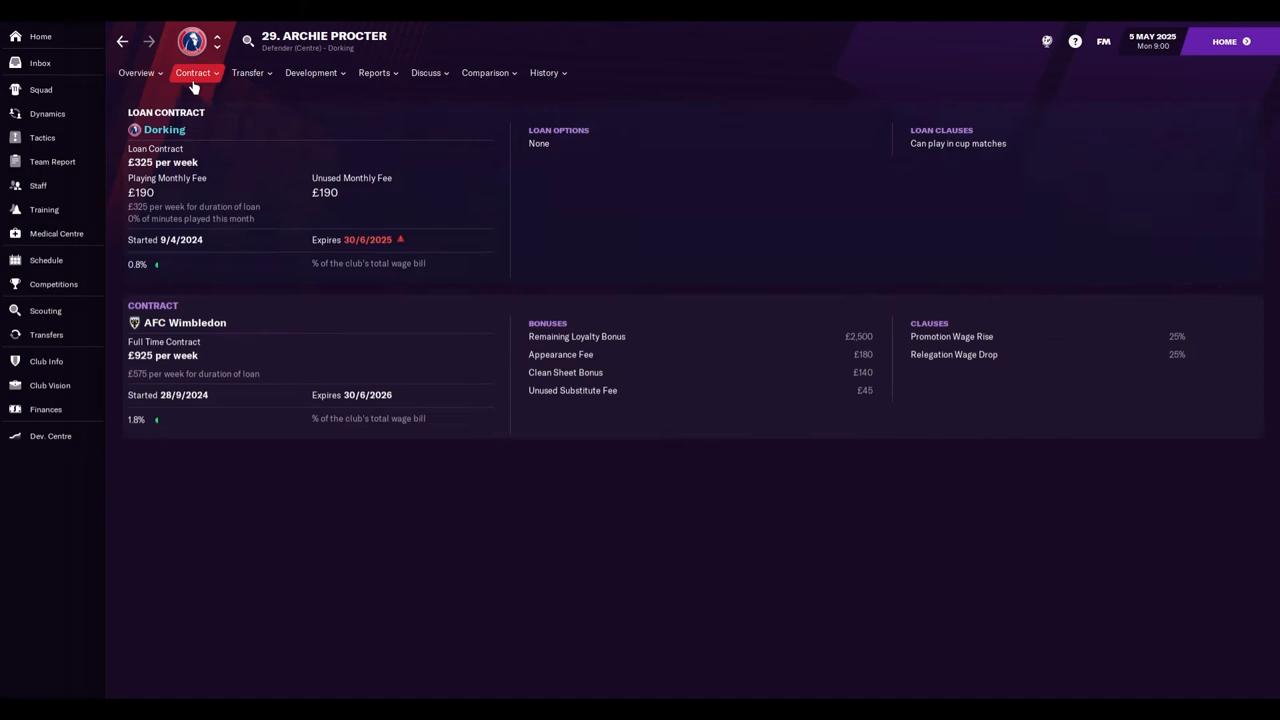 Home
Inbox
Squad
Dynamics
Tactics
Team Report
Staff
Training
Medical Centre
Schedule
Competitions
Scouting
Transfers
Club Info
Club Vision
Finances
Dev. Centre
29. ARCHIE PROCTER
Defender (Centre) - Dorking
? FM
5 MAY 2025
Mon 9:00
HOME
Overview Contract Transfer Development Reports Discuss Comparison History
LOAN CONTRACT
Dorking
Loan Contract
£325 per week
Playing Monthly Fee Unused Monthly Fee
£190 £190
£325 per week for duration of loan
0% of minutes played this month
Started 9/4/2024 Expires 30/6/2025
0.8% % of the club's total wage bill
LOAN OPTIONS
None
LOAN CLAUSES
Can play in cup matches
CONTRACT
AFC Wimbledon
Full Time Contract
£925 per week
£575 per week for duration of loan
Started 28/9/2024 Expires 30/6/2026
1.8% % of the club's total wage bill
BONUSES
Remaining Loyalty Bonus £2,500
Appearance Fee £180
Clean Sheet Bonus £140
Unused Substitute Fee £45
CLAUSES
Promotion Wage Rise 25%
Relegation Wage Drop 25%